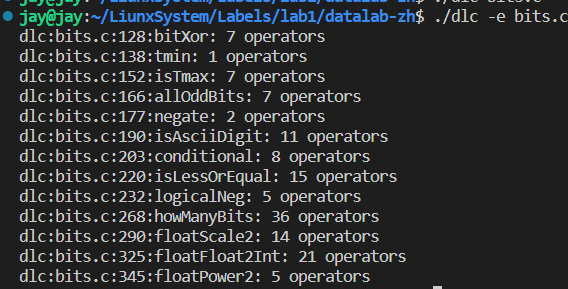 jay@jay:~/LiunxSystem/Labels/lab1/datalab-zh$ ./dlc -e bits.c
dlc:bits.c:128:bitXor: 7 operators
dlc:bits.c:138:tmin: 1 operators
dlc:bits.c:152:isTmax: 7 operators
dlc:bits.c:166:allOddBits: 7 operators
dlc:bits.c:177:negate: 2 operators
dlc:bits.c:190:isAsciiDigit: 11 operators
dlc:bits.c:203:conditional: 8 operators
dlc:bits.c:220:isLessOrEqual: 15 operators
dlc:bits.c:232:logicalNeg: 5 operators
dlc:bits.c:268:howManyBits: 36 operators
dlc:bits.c:290:floatScale2: 14 operators
dlc:bits.c:325:floatFloat2Int: 21 operators
dlc:bits.c:345:floatPower2: 5 operators